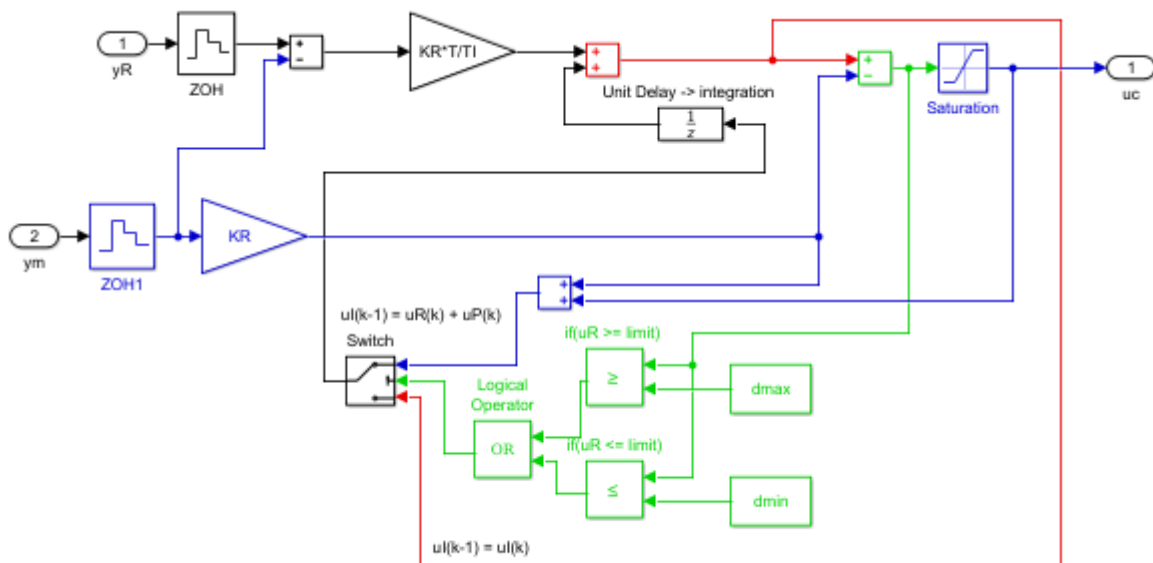 1
yR
ZOH
+
−
KR*T/TI
+
+
Unit Delay -> integration
1
z
+
−
Saturation
1
uc
2
ym
ZOH1
KR
+
+
uI(k-1) = uR(k) + uP(k)
Switch
if(uR >= limit)
≥
dmax
Logical
Operator
OR
if(uR <= limit)
≤
dmin
uI(k-1) = uI(k)